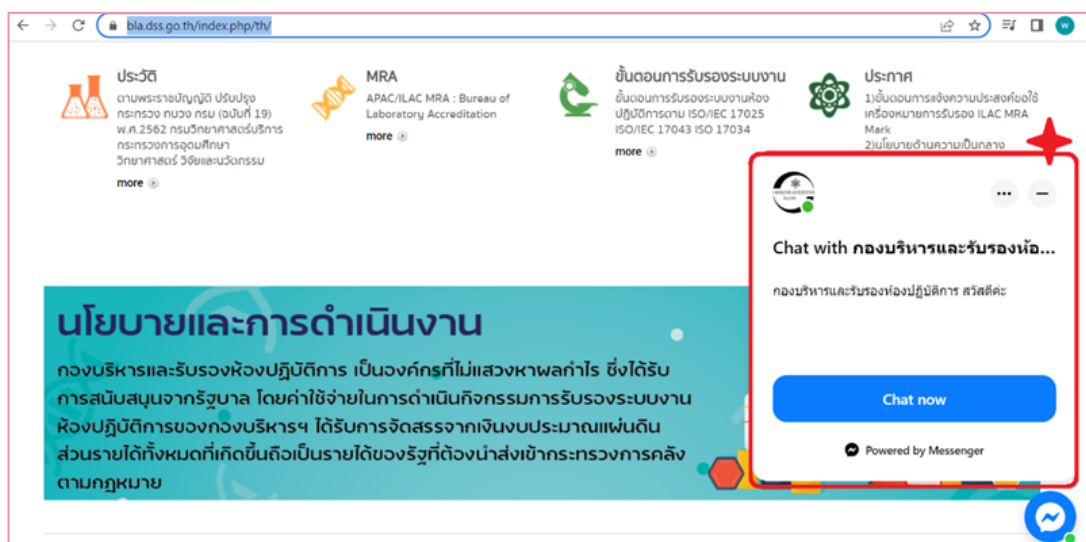 bla.dss.go.th/index.php/th/
W
ประวัติ
ตามพระราชบัญญัติ ปรับปรุง
กระทรวง ทบวง กรม (ฉบับที่ 19)
พ.ศ.2562 กรมวิทยาศาสตร์บริการ
กระทรวงการอุดมศึกษา
วิทยาศาสตร์ วิจัยและนวัตกรรม
more
MRA
APAC/ILAC MRA : Bureau of
Laboratory Accreditation
more
ขั้นตอนการรับรองระบบงาน
ขั้นตอนการรับรองระบบงานห้อง
ปฏิบัติการตาม ISO/IEC 17025
ISO/IEC 17043 ISO 17034
more
ประกาศ
1)ขั้นตอนการแจ้งความประสงค์ขอใช้
เครื่องหมายการรับรอง ILAC MRA
Mark
2)นโยบายด้านความเป็นกลาง
Chat with กองบริหารและรับรองห้อ...
กองบริหารและรับรองห้องปฏิบัติการ สวัสดีค่ะ
Chat now
Powered by Messenger
นโยบายและการดำเนินงาน
กองบริหารและรับรองห้องปฏิบัติการ เป็นองค์กรที่ไม่แสวงหาผลกำไร ซึ่งได้รับ
การสนับสนุนจากรัฐบาล โดยค่าใช้จ่ายในการดำเนินกิจกรรมการรับรองระบบงาน
ห้องปฏิบัติการของกองบริหารฯ ได้รับการจัดสรรจากเงินงบประมาณแผ่นดิน
ส่วนรายได้ทั้งหมดที่เกิดขึ้นถือเป็นรายได้ของรัฐที่ต้องนำส่งเข้ากระทรวงการคลัง
ตามกฎหมาย